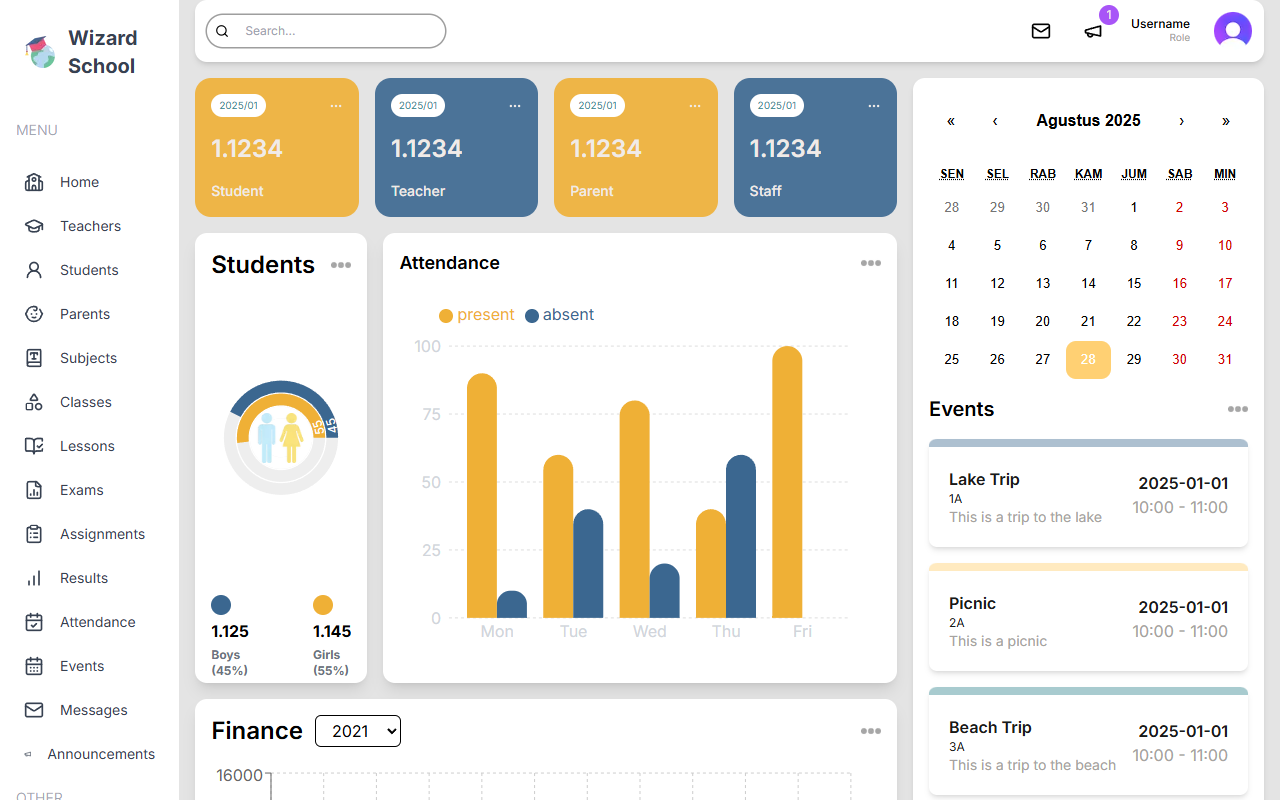 Wizard
School
MENU
Home
Teachers
Students
Parents
Subjects
Classes
Lessons
Exams
Assignments
Results
Attendance
Events
Messages
Announcements
OTHER
Search...
1
Username
Role
2025/01 ...
1.1234
Student
2025/01 ...
1.1234
Teacher
2025/01 ...
1.1234
Parent
2025/01 ...
1.1234
Staff
Students
55
45
1.125
Boys
(45%)
1.145
Girls
(55%)
Attendance
present absent
100
75
50
25
0
Mon Tue Wed Thu Fri
Finance 2021
16000
« ‹ Agustus 2025 › »
SEN SEL RAB KAM JUM SAB MIN
28 29 30 31 1 2 3
4 5 6 7 8 9 10
11 12 13 14 15 16 17
18 19 20 21 22 23 24
25 26 27 28 29 30 31
Events
Lake Trip
1A
This is a trip to the lake
2025-01-01
10:00 - 11:00
Picnic
2A
This is a picnic
2025-01-01
10:00 - 11:00
Beach Trip
3A
This is a trip to the beach
2025-01-01
10:00 - 11:00